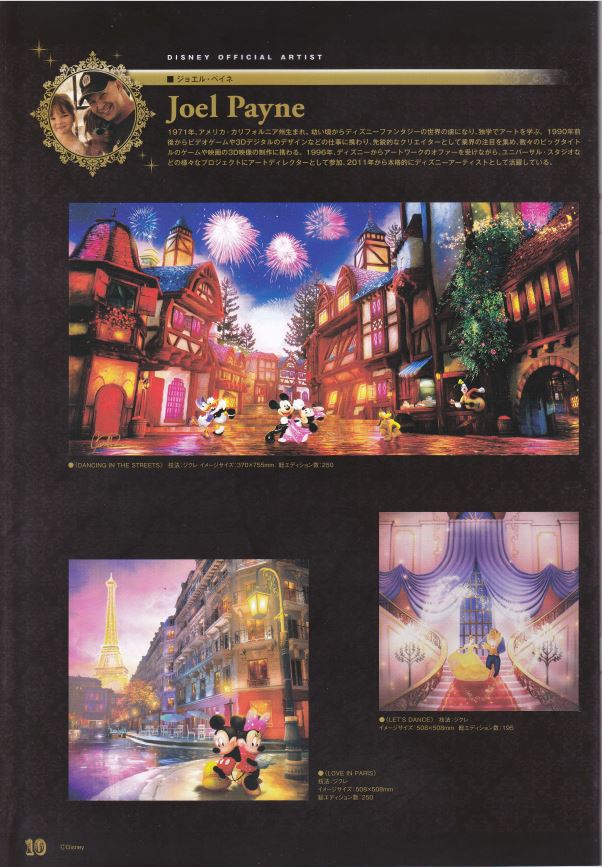 DISNEY OFFICIAL ARTIST
■ ジョエル・ペイネ
Joel Payne
1971年、アメリカ・カリフォルニア州生まれ。幼い頃からディズニーファンタジーの世界の虜になり、独学でアートを学ぶ。1990年前
後からビデオゲームや3Dデジタルのデザインなどの仕事に携わり、先鋭的なクリエイターとして業界の注目を集め、数々のビッグタイト
ルのゲームや映画の3D映像の制作に携わる。1996年、ディズニーからアートワークのオファーを受けながら、ユニバーサル・スタジオな
どの様々なプロジェクトにアートディレクターとして参加。2011年から本格的にディズニーアーティストとして活躍している。
●〈DANCING IN THE STREETS〉 技法:ジクレ イメージサイズ:370×755mm 総エディション数:250
●〈LET'S DANCE〉 技法:ジクレ
イメージサイズ:508×508mm 総エディション数:195
●〈LOVE IN PARIS〉
技法:ジクレ
イメージサイズ:508×508mm
総エディション数:250
10
©Disney